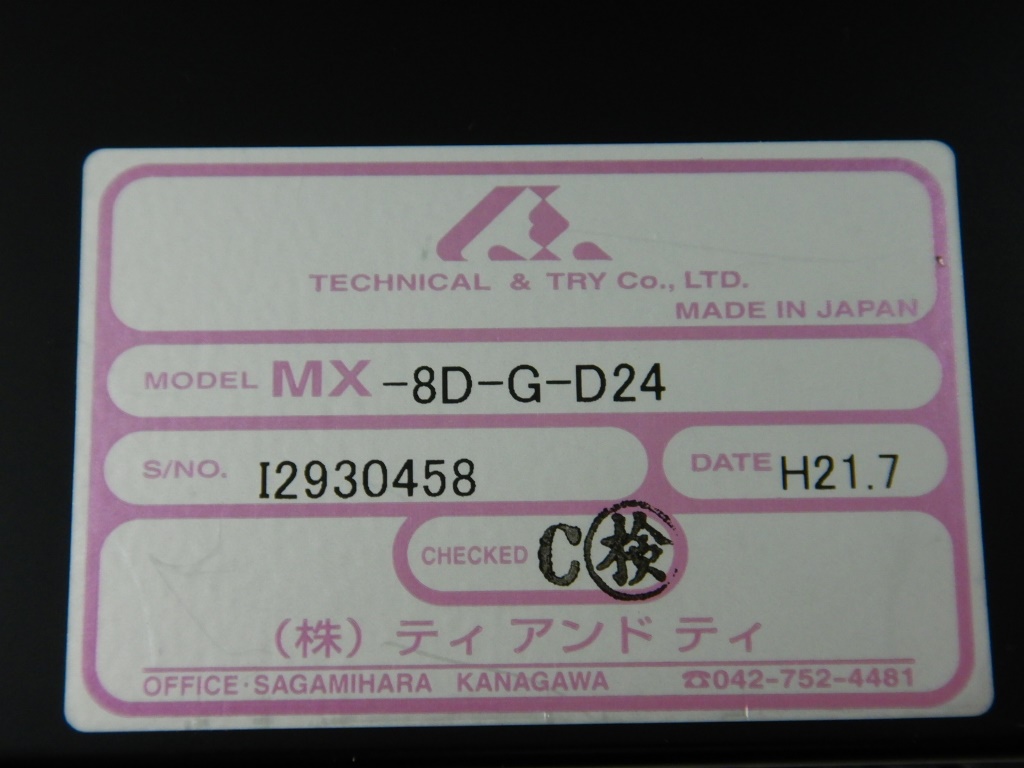 TECHNICAL & TRY Co., LTD.
MADE IN JAPAN
MODEL MX-8D-G-D24
S/NO. I2930458 DATE H21.7
CHECKED C 検
(株) ティ アンド ティ
OFFICE・SAGAMIHARA KANAGAWA ☎042-752-4481